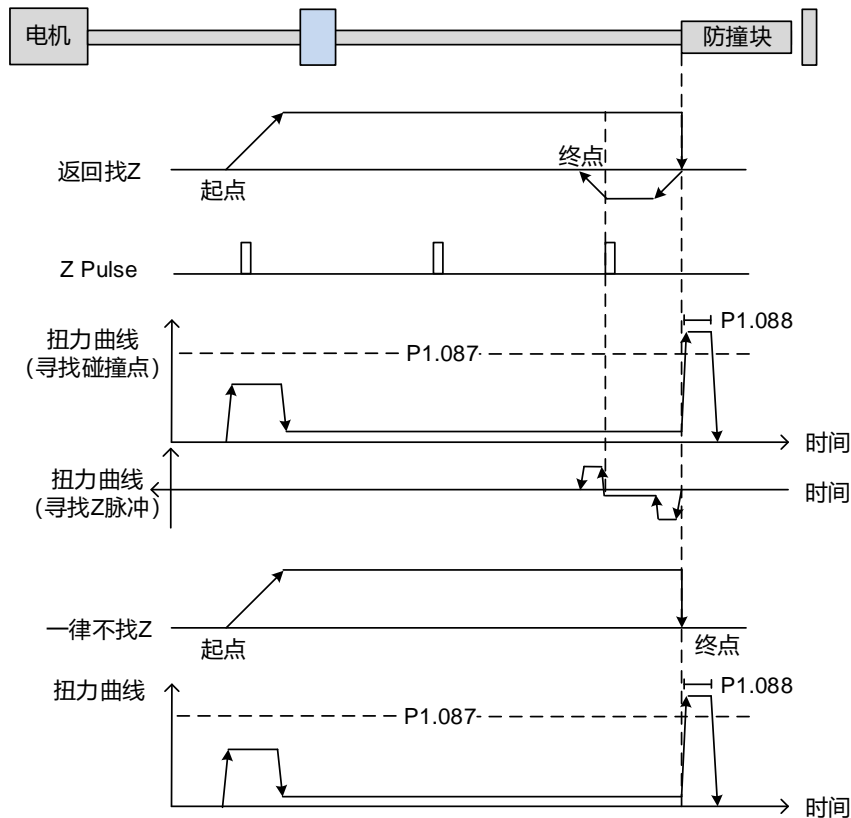 电机
防撞块
终点
返回找Z
起点
Z Pulse
P1.088
扭力曲线
(寻找碰撞点)
P1.087
时间
扭力曲线
(寻找Z脉冲)
时间
一律不找Z
起点
终点
扭力曲线
P1.088
P1.087
时间